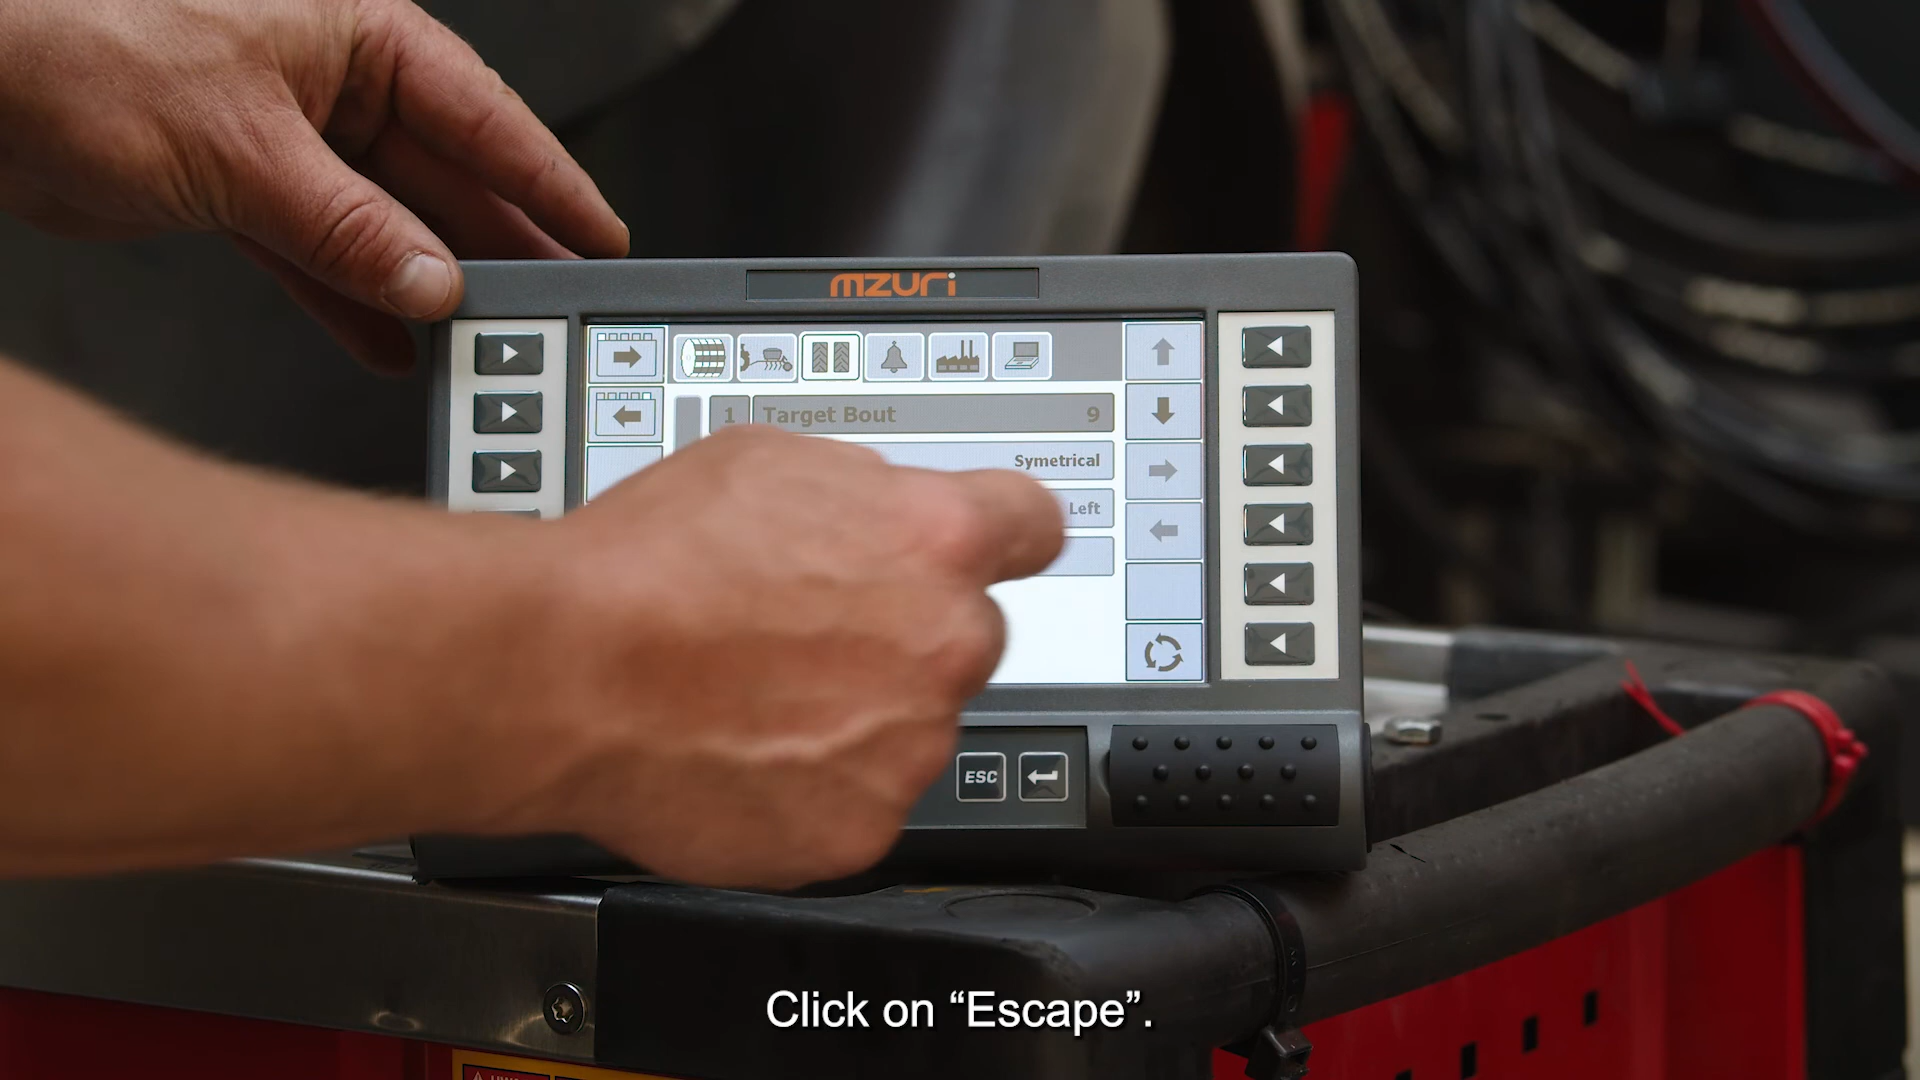 mzuri
1 Target Bout 9
Symetrical
Left
ESC
Click on “Escape”.